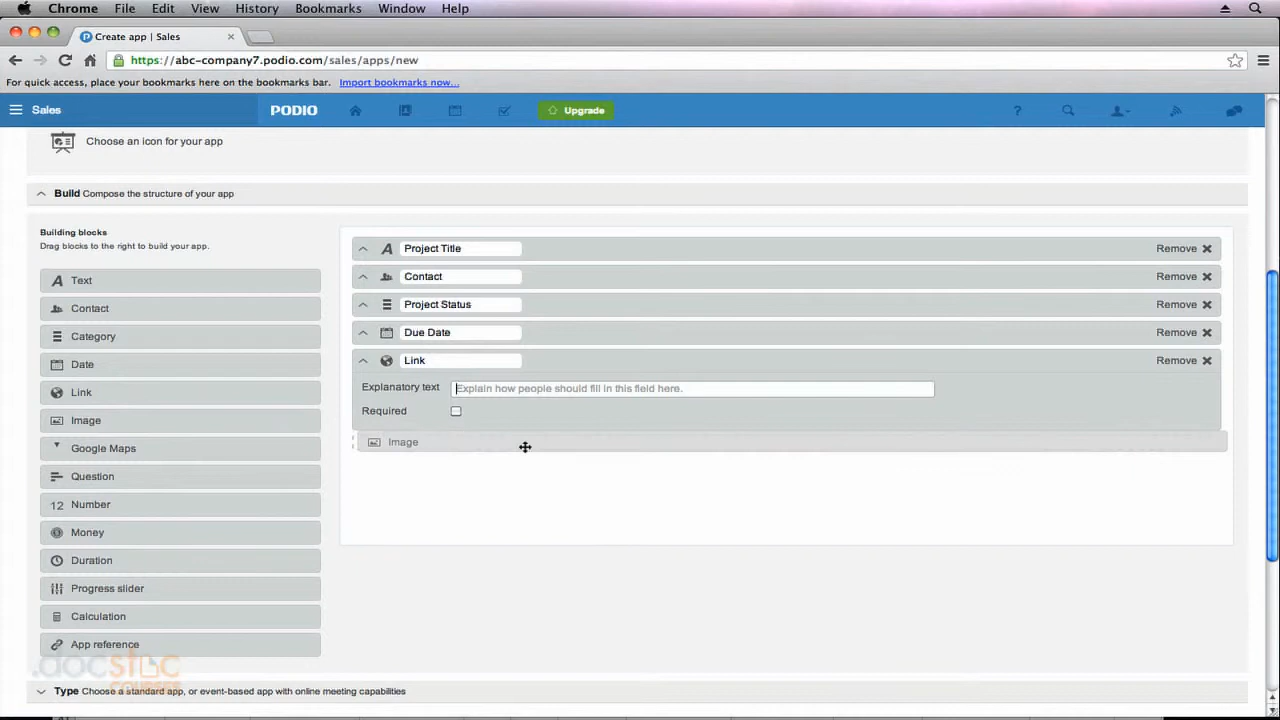 Chrome File Edit View History Bookmarks Window Help
Create app | Sales
https://abc-company7.podio.com/sales/apps/new
For quick access, place your bookmarks here on the bookmarks bar. Import bookmarks now...
Sales PODIO Upgrade ?
Choose an icon for your app
Build Compose the structure of your app
Building blocks
Drag blocks to the right to build your app.
A Text
Contact
Category
Date
Link
Image
Google Maps
Question
12 Number
Money
Duration
Progress slider
Calculation
App reference
A Project Title Remove
Contact Remove
Project Status Remove
Due Date Remove
Link Remove
Explanatory text Explain how people should fill in this field here.
Required
Image
.docstoc
COURSES
Type Choose a standard app, or event-based app with online meeting capabilities